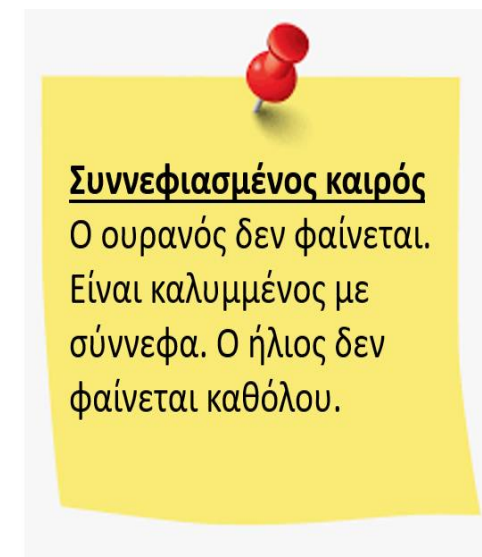 Συννεφιασμένος καιρός
Ο ουρανός δεν φαίνεται.
Είναι καλυμμένος με
σύννεφα. Ο ήλιος δεν
φαίνεται καθόλου.